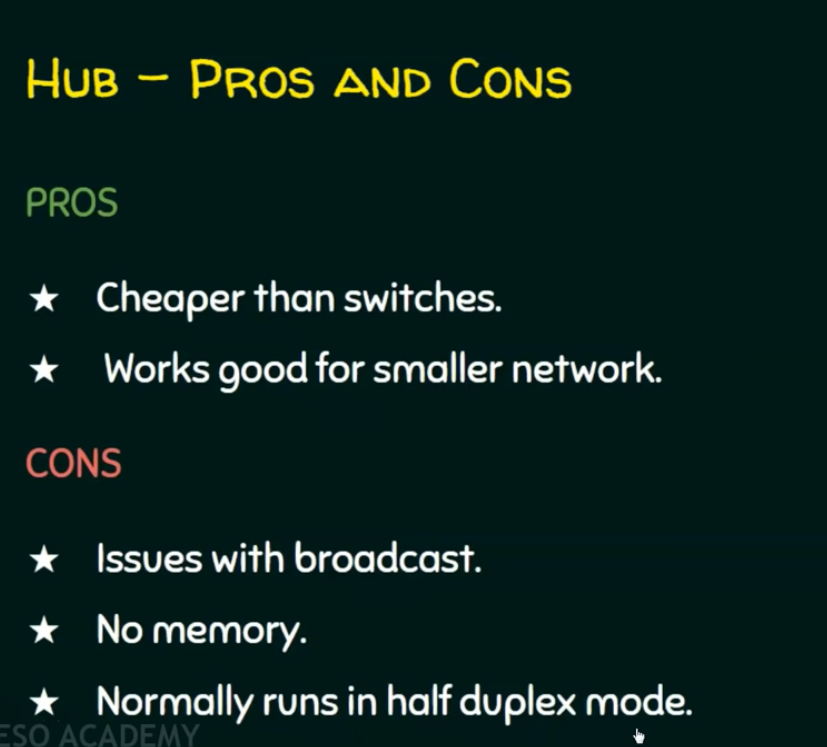 Hub – Pros and Cons
PROS
★ Cheaper than switches.
★ Works good for smaller network.
CONS
★ Issues with broadcast.
★ No memory.
★ Normally runs in half duplex mode.
ESO ACADEMY